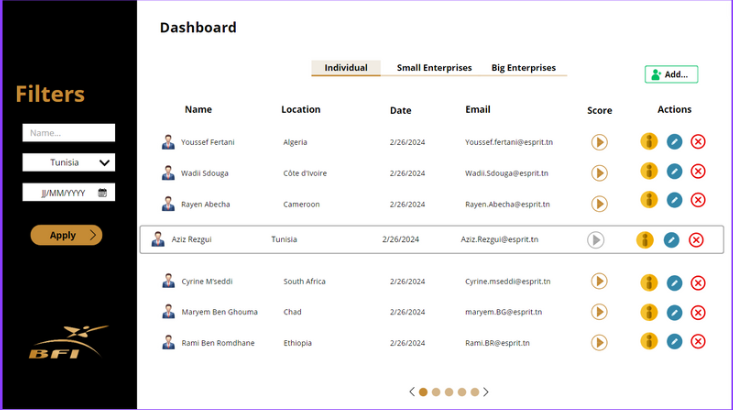 Dashboard
Individual Small Enterprises Big Enterprises
Add...
Filters
Name...
Tunisia
JJ/MM/YYYY
Apply
BFI
Name Location Date Email Score Actions
Youssef Fertani Algeria 2/26/2024 Youssef.fertani@esprit.tn
Wadii Sdouga Côte d'Ivoire 2/26/2024 Wadii.Sdouga@esprit.tn
Rayen Abecha Cameroon 2/26/2024 Rayen.Abecha@esprit.tn
Aziz Rezgui Tunisia 2/26/2024 Aziz.Rezgui@esprit.tn
Cyrine M'seddi South Africa 2/26/2024 Cyrine.mseddi@esprit.tn
Maryem Ben Ghouma Chad 2/26/2024 maryem.BG@esprit.tn
Rami Ben Romdhane Ethiopia 2/26/2024 Rami.BR@esprit.tn